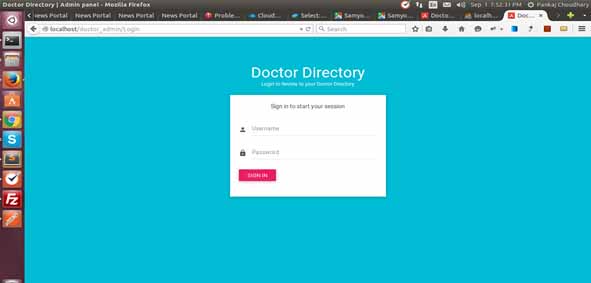 Doctor Directory | Admin panel - Mozilla Firefox
Sep, 1 7:52:31 PM Pankaj Choudhary
News Portal News Portal News Portal News Portal Proble... Cloud... Select:... Samyo... Samyo... Docto... localh... Do...
localhost/doctor_admin/Login Search
Doctor Directory
Login to Review to your Doctor Directory
Sign in to start your session
Username
Password
SIGN IN